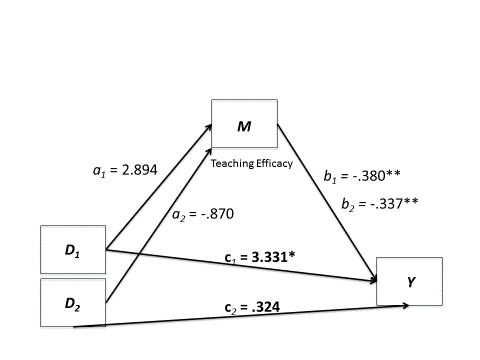 M
Teaching Efficacy
a1 = 2.894
b1 = -.380**
b2 = -.337**
a2 = -.870
D1
c1 = 3.331*
D2
Y
c2 = .324